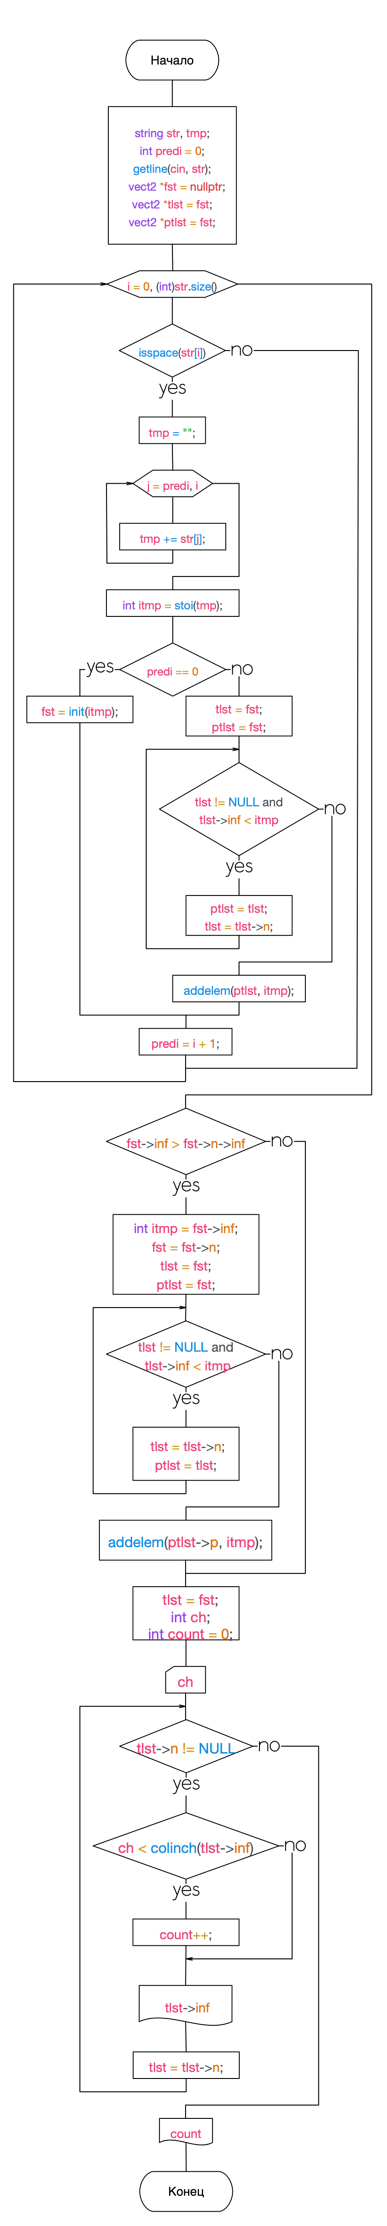 Начало
string str, tmp;
int predi = 0;
getline(cin, str);
vect2 *fst = nullptr;
vect2 *tlst = fst;
vect2 *ptlst = fst;
i = 0, (int)str.size()
isspace(str[i])
no
yes
tmp = "";
j = predi, i
tmp += str[j];
int itmp = stoi(tmp);
yes
predi == 0
no
fst = init(itmp);
tlst = fst;
ptlst = fst;
tlst != NULL and
tlst->inf < itmp
no
yes
ptlst = tlst;
tlst = tlst->n;
addelem(ptlst, itmp);
predi = i + 1;
fst->inf > fst->n->inf
no
yes
int itmp = fst->inf;
fst = fst->n;
tlst = fst;
ptlst = fst;
tlst != NULL and
tlst->inf < itmp
no
yes
tlst = tlst->n;
ptlst = tlst;
addelem(ptlst->p, itmp);
tlst = fst;
int ch;
int count = 0;
ch
tlst->n != NULL
no
yes
ch < colinch(tlst->inf)
no
yes
count++;
tlst->inf
tlst = tlst->n;
count
Конец